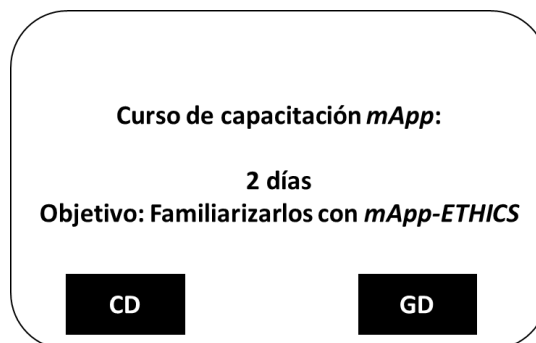 Curso de capacitación mApp:
2 días
Objetivo: Familiarizarlos con mApp-ETHICS
CD
GD